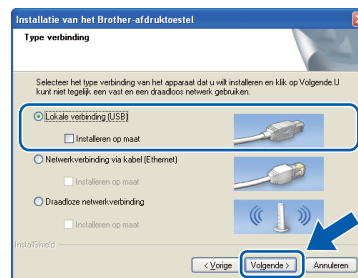 Installatie van het Brother-afdruktoestel
Type verbinding
Selecteer het type verbinding van het apparaat dat u wilt installeren en klik op Volgende.U
kunt niet tegelijk een vast en een draadloos netwerk gebruiken.
Lokale verbinding (USB)
Installeren op maat
Netwerkverbinding via kabel (Ethernet)
Installeren op maat
Draadloze netwerkverbinding
Installeren op maat
InstallShield
< Vorige
Volgende >
Annuleren